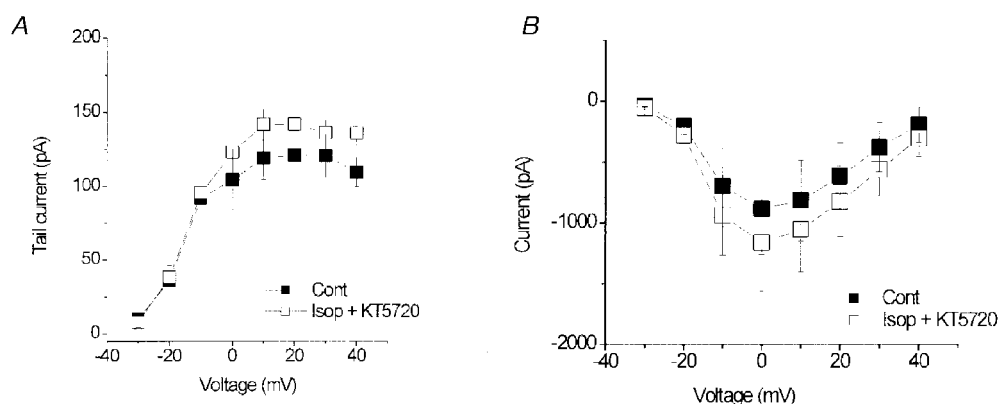 A
200
150
100
50
0
Tail current (pA)
Cont
Isop + KT5720
-40 -20 0 20 40
Voltage (mV)
B
0
-1000
-2000
Current (pA)
Cont
Isop + KT5720
-40 -20 0 20 40
Voltage (mV)